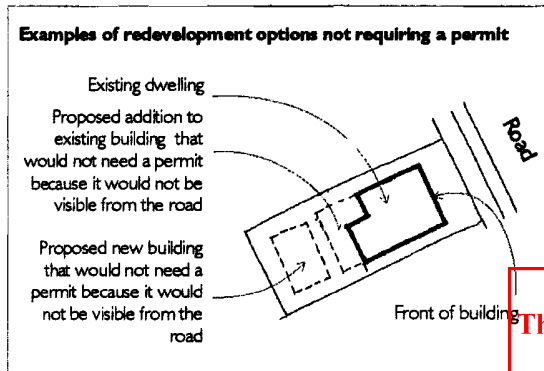 Examples of redevelopment options not requiring a permit
Existing dwelling
Proposed addition to
existing building that
would not need a permit
because it would not be
visible from the road
Proposed new building
that would not need a
permit because it would
not be visible from the
road
Road
Front of building